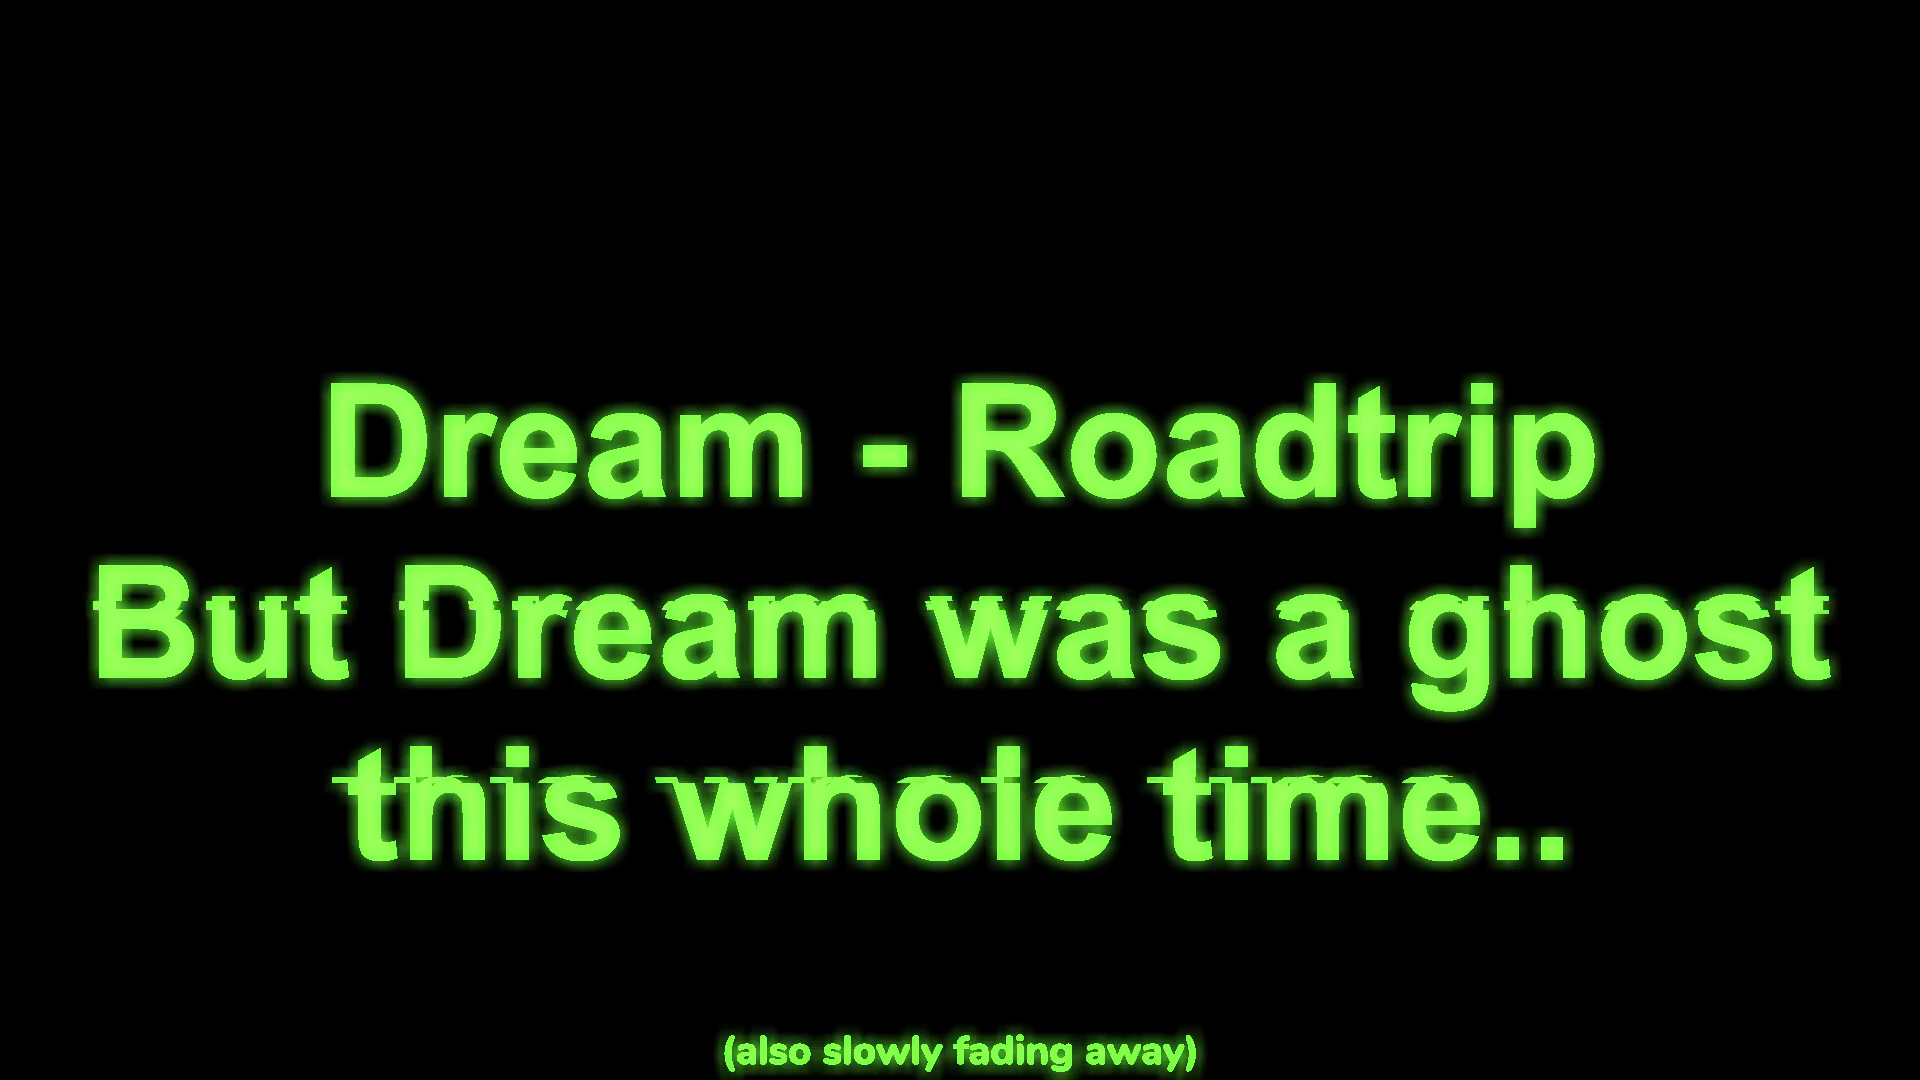 Dream - Roadtrip
But Dream was a ghost
this whole time..
(also slowly fading away)